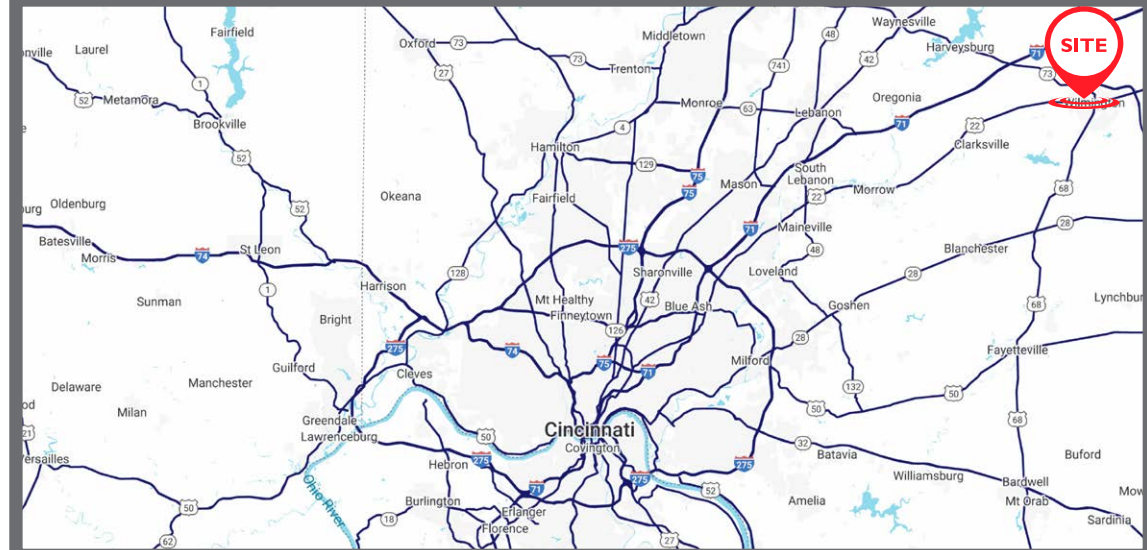 Waynesville
Fairfield
Middletown
48
SITE
Oxford
73
Harveysburg
Laurel
71
42
73
741
73
27
Trenton
1
Oregonia
52
Metamora
Monroe
63
Lebanon
Wilmington
Brookville
71
22
4
Hamilton
Clarksville
52
129
South
Lebanon
75
Mason
75
68
Morrow
22
Okeana
Fairfield
Oldenburg
52
28
Maineville
71
Batesville
St Leon
275
48
Blanchester
Morris
74
Sharonville
Loveland
128
28
Harrison
1
Sunman
Mt Healthy
42
Blue Ash
Goshen
68
Bright
Finneytown
126
28
275
74
Fayetteville
Milford
75
71
Guilford
Cleves
Delaware
Manchester
132
50
Milan
50
Greendale
Cincinnati
68
Lawrenceburg
50
Covington
32
Batavia
Buford
Hebron
275
275
275
Williamsburg
Bardwell
71
52
Ohio River
Burlington
Amelia
Mt Orab
50
Erlanger
18
Sardinia
Florence
62
27